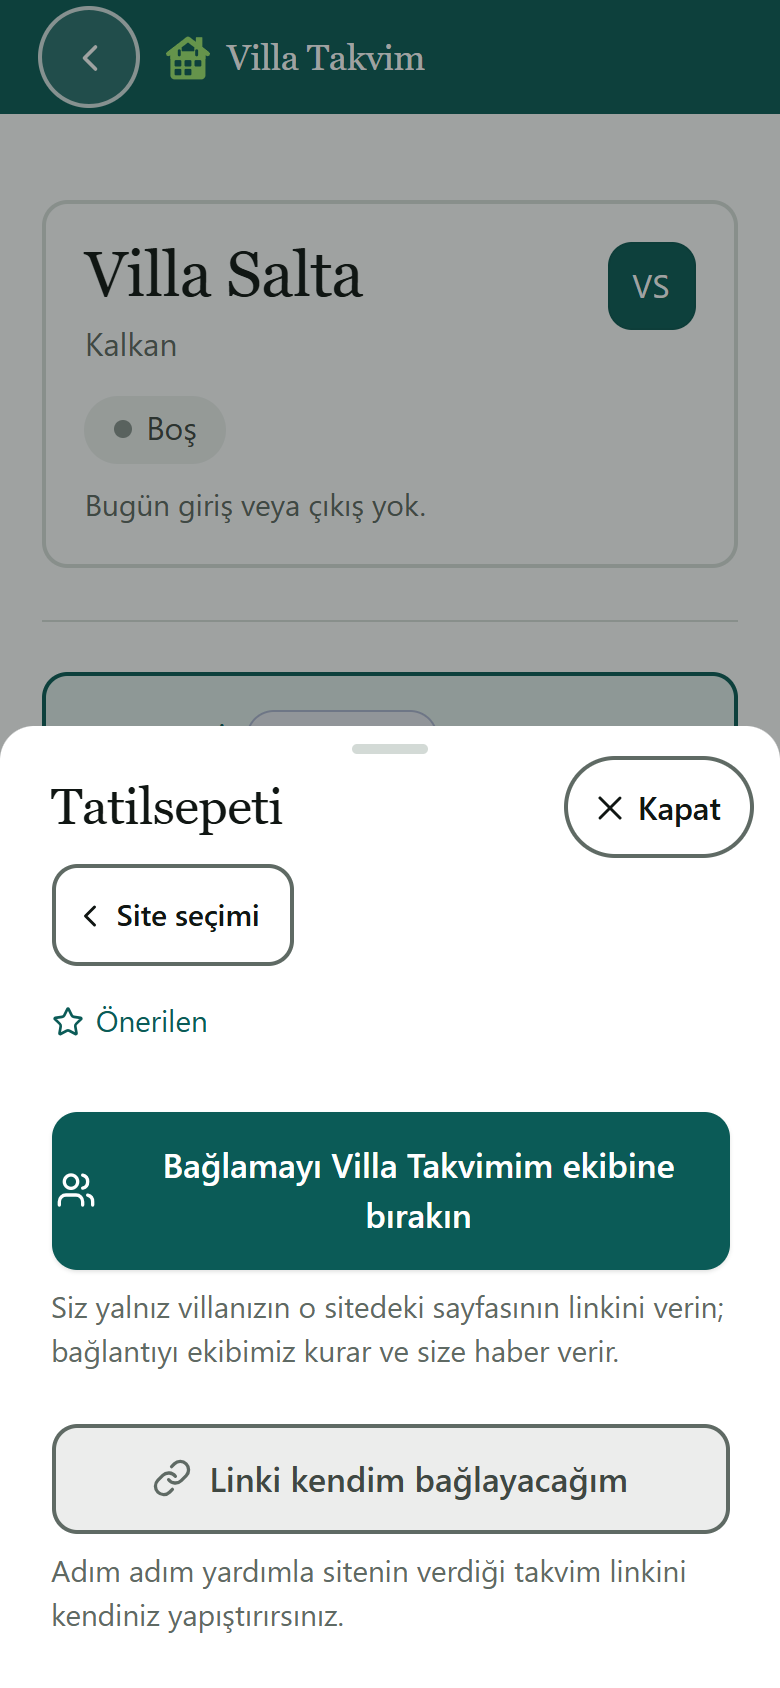 Villa Takvim
Villa Salta
VS
Kalkan
Boş
Bugün giriş veya çıkış yok.
Tatilsepeti
Kapat
Site seçimi
Önerilen
Bağlamayı Villa Takvimim ekibine
bırakın
Siz yalnız villanızın o sitedeki sayfasının linkini verin;
bağlantıyı ekibimiz kurar ve size haber verir.
Linki kendim bağlayacağım
Adım adım yardımla sitenin verdiği takvim linkini
kendiniz yapıştırırsınız.